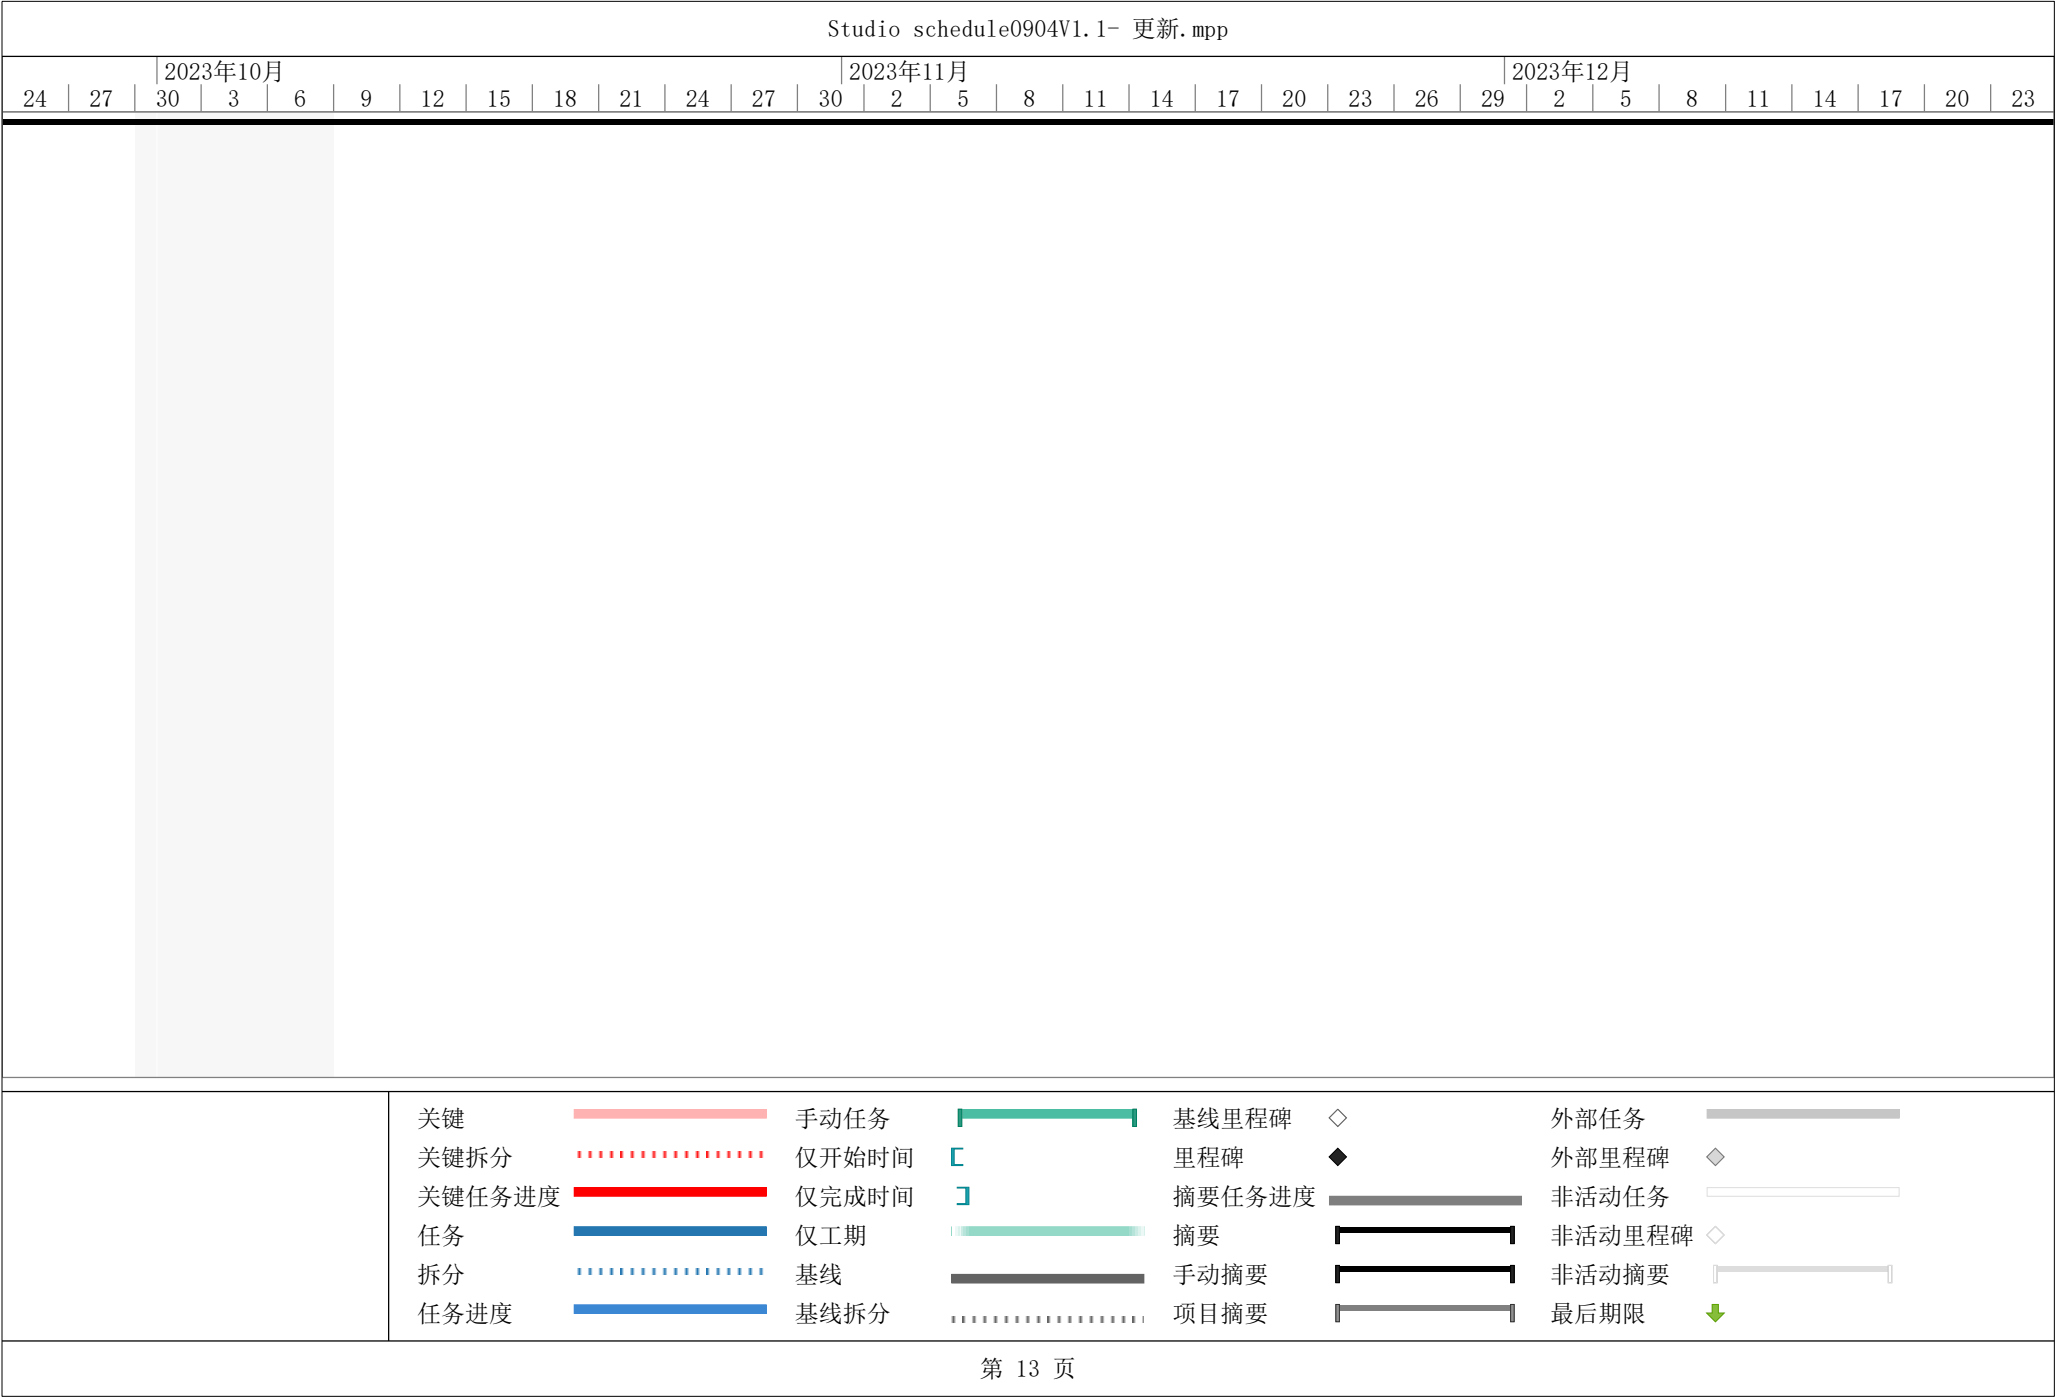 Studio schedule0904V1.1- 更新.mpp
2023年10月 2023年11月 2023年12月
24 27 30 3 6 9 12 15 18 21 24 27 30 2 5 8 11 14 17 20 23 26 29 2 5 8 11 14 17 20 23
关键 手动任务 基线里程碑 外部任务
关键拆分 仅开始时间 里程碑 外部里程碑
关键任务进度 仅完成时间 摘要任务进度 非活动任务
任务 仅工期 摘要 非活动里程碑
拆分 基线 手动摘要 非活动摘要
任务进度 基线拆分 项目摘要 最后期限
第 13 页